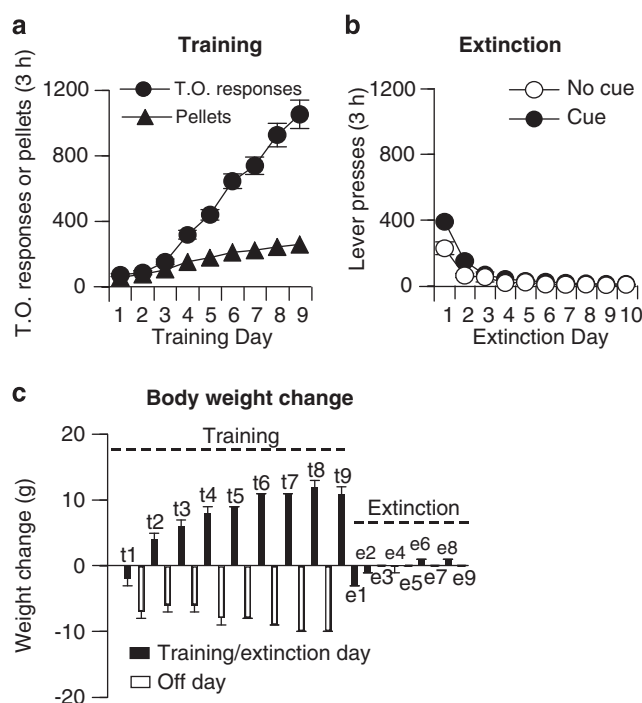 a
Training
T.O. responses or pellets (3 h)
1200
800
400
0
T.O. responses
Pellets
1 2 3 4 5 6 7 8 9
Training Day
b
Extinction
Lever presses (3 h)
1200
800
400
0
No cue
Cue
1 2 3 4 5 6 7 8 9 10
Extinction Day
c
Body weight change
Weight change (g)
20
10
0
-10
-20
Training
t1 t2 t3 t4 t5 t6 t7 t8 t9
Extinction
e1 e2 e3 e4 e5 e6 e7 e8 e9
Training/extinction day
Off day